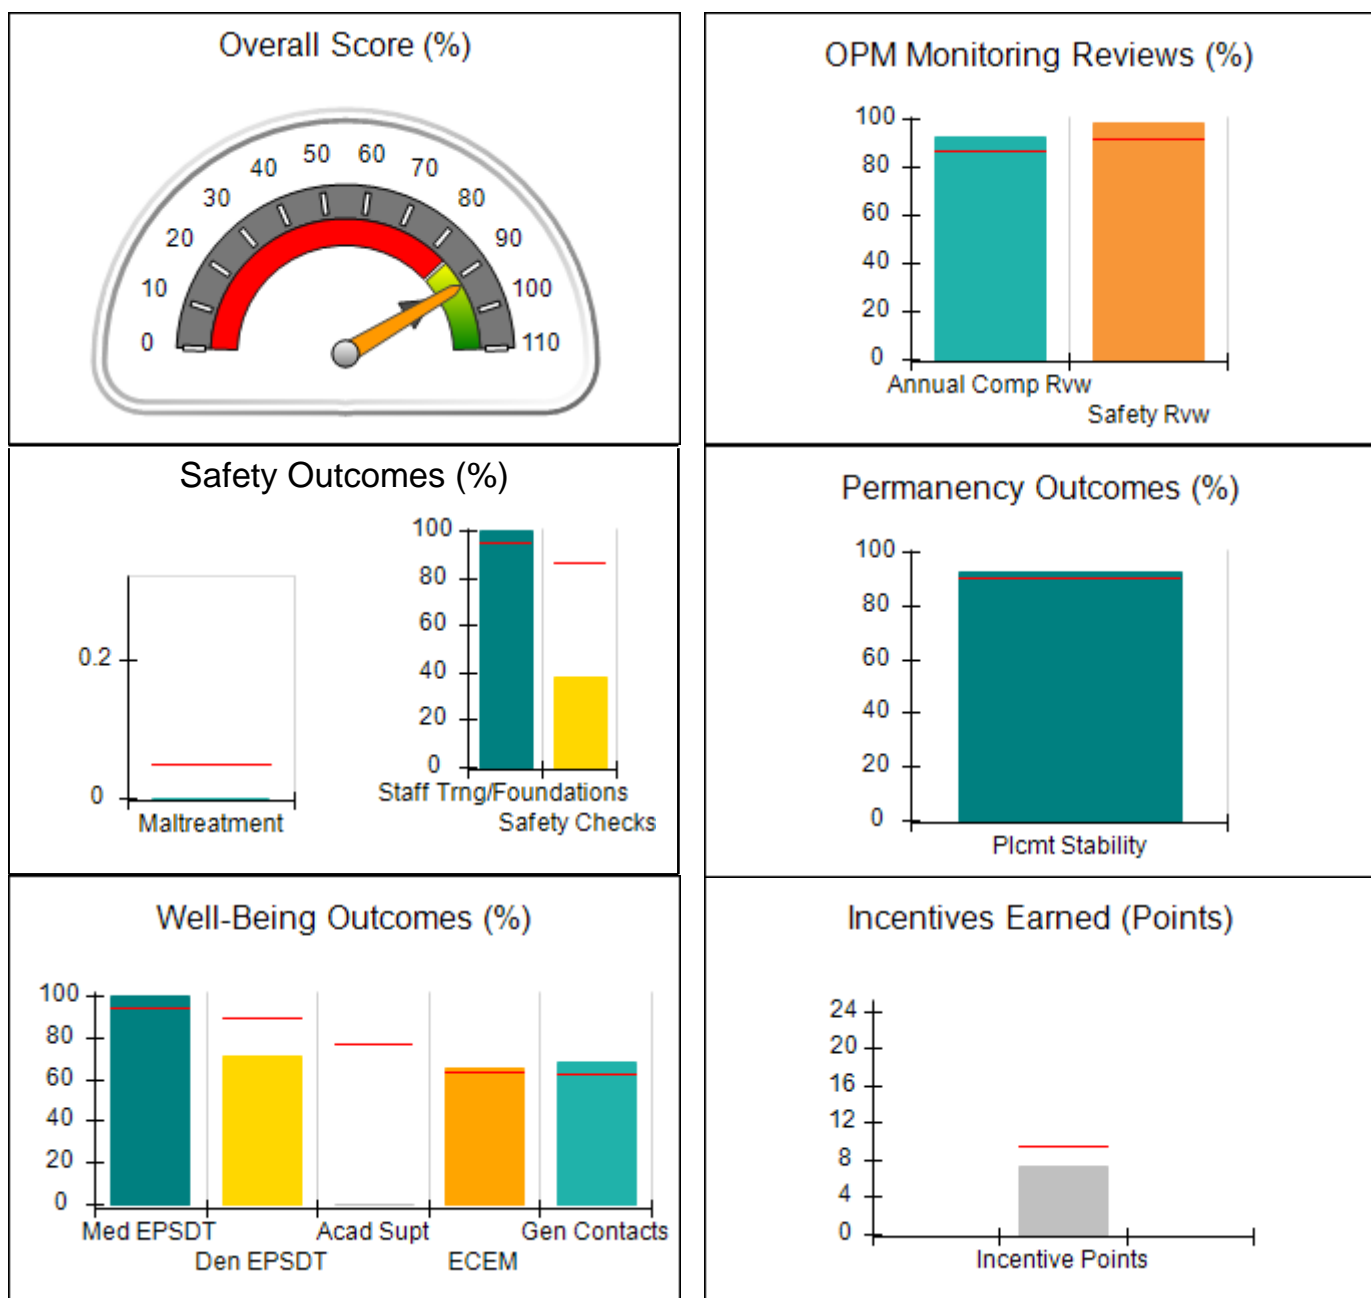 Overall Score (%)
0
10
20
30
40
50
60
70
80
90
100
110
OPM Monitoring Reviews (%)
100
80
60
40
20
0
Annual Comp Rvw
Safety Rvw
Safety Outcomes (%)
0.2
0
Maltreatment
100
80
60
40
20
0
Staff Trng/Foundations
Safety Checks
Permanency Outcomes (%)
100
80
60
40
20
0
Plcmt Stability
Well-Being Outcomes (%)
100
80
60
40
20
0
Med EPSDT
Den EPSDT
Acad Supt
ECEM
Gen Contacts
Incentives Earned (Points)
24
20
16
12
8
4
0
Incentive Points